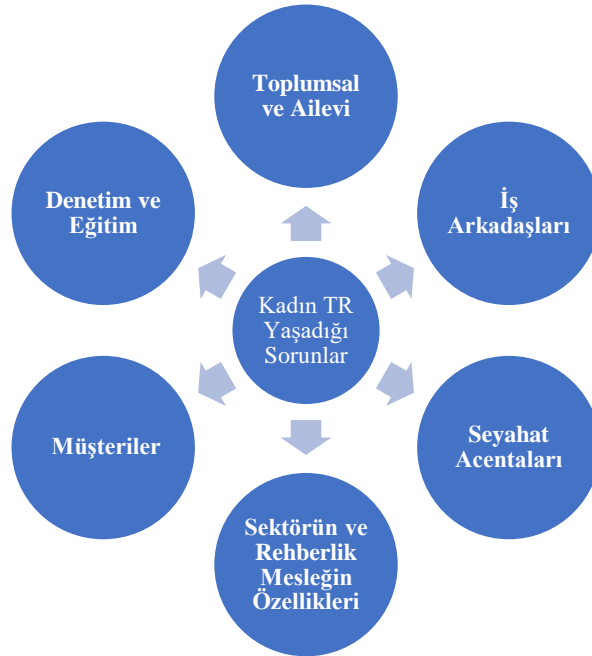 Toplumsal
ve Ailevi
Denetim ve
Eğitim
İş
Arkadaşları
Kadın TR
Yaşadığı
Sorunlar
Müşteriler
Seyahat
Acentaları
Sektörün ve
Rehberlik
Mesleğin
Özellikleri